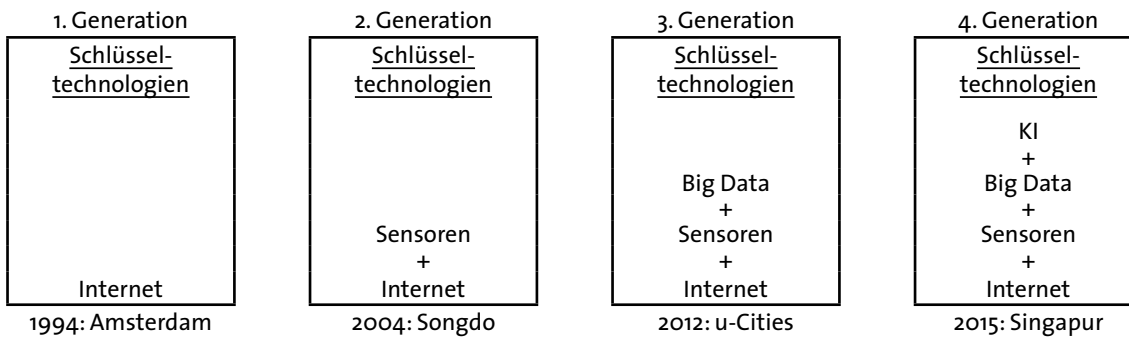 1. Generation
Schlüssel-
technologien
Internet
1994: Amsterdam
2. Generation
Schlüssel-
technologien
Sensoren
+
Internet
2004: Songdo
3. Generation
Schlüssel-
technologien
Big Data
+
Sensoren
+
Internet
2012: u-Cities
4. Generation
Schlüssel-
technologien
KI
+
Big Data
+
Sensoren
+
Internet
2015: Singapur